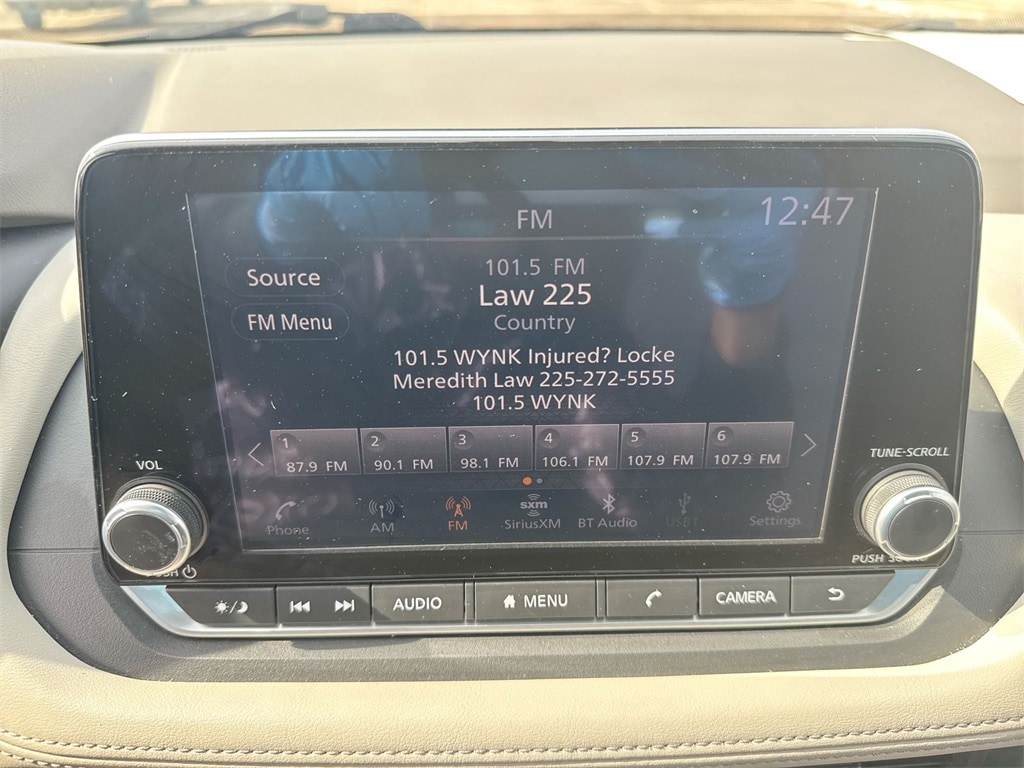 FM
12:47
Source
FM Menu
101.5 FM
Law 225
Country
101.5 WYNK Injured? Locke
Meredith Law 225-272-5555
101.5 WYNK
1 2 3 4 5 6
87.9 FM 90.1 FM 98.1 FM 106.1 FM 107.9 FM 107.9 FM
Phone AM FM sxm SiriusXM BT Audio Settings
VOL
TUNE·SCROLL
PUSH
AUDIO MENU CAMERA